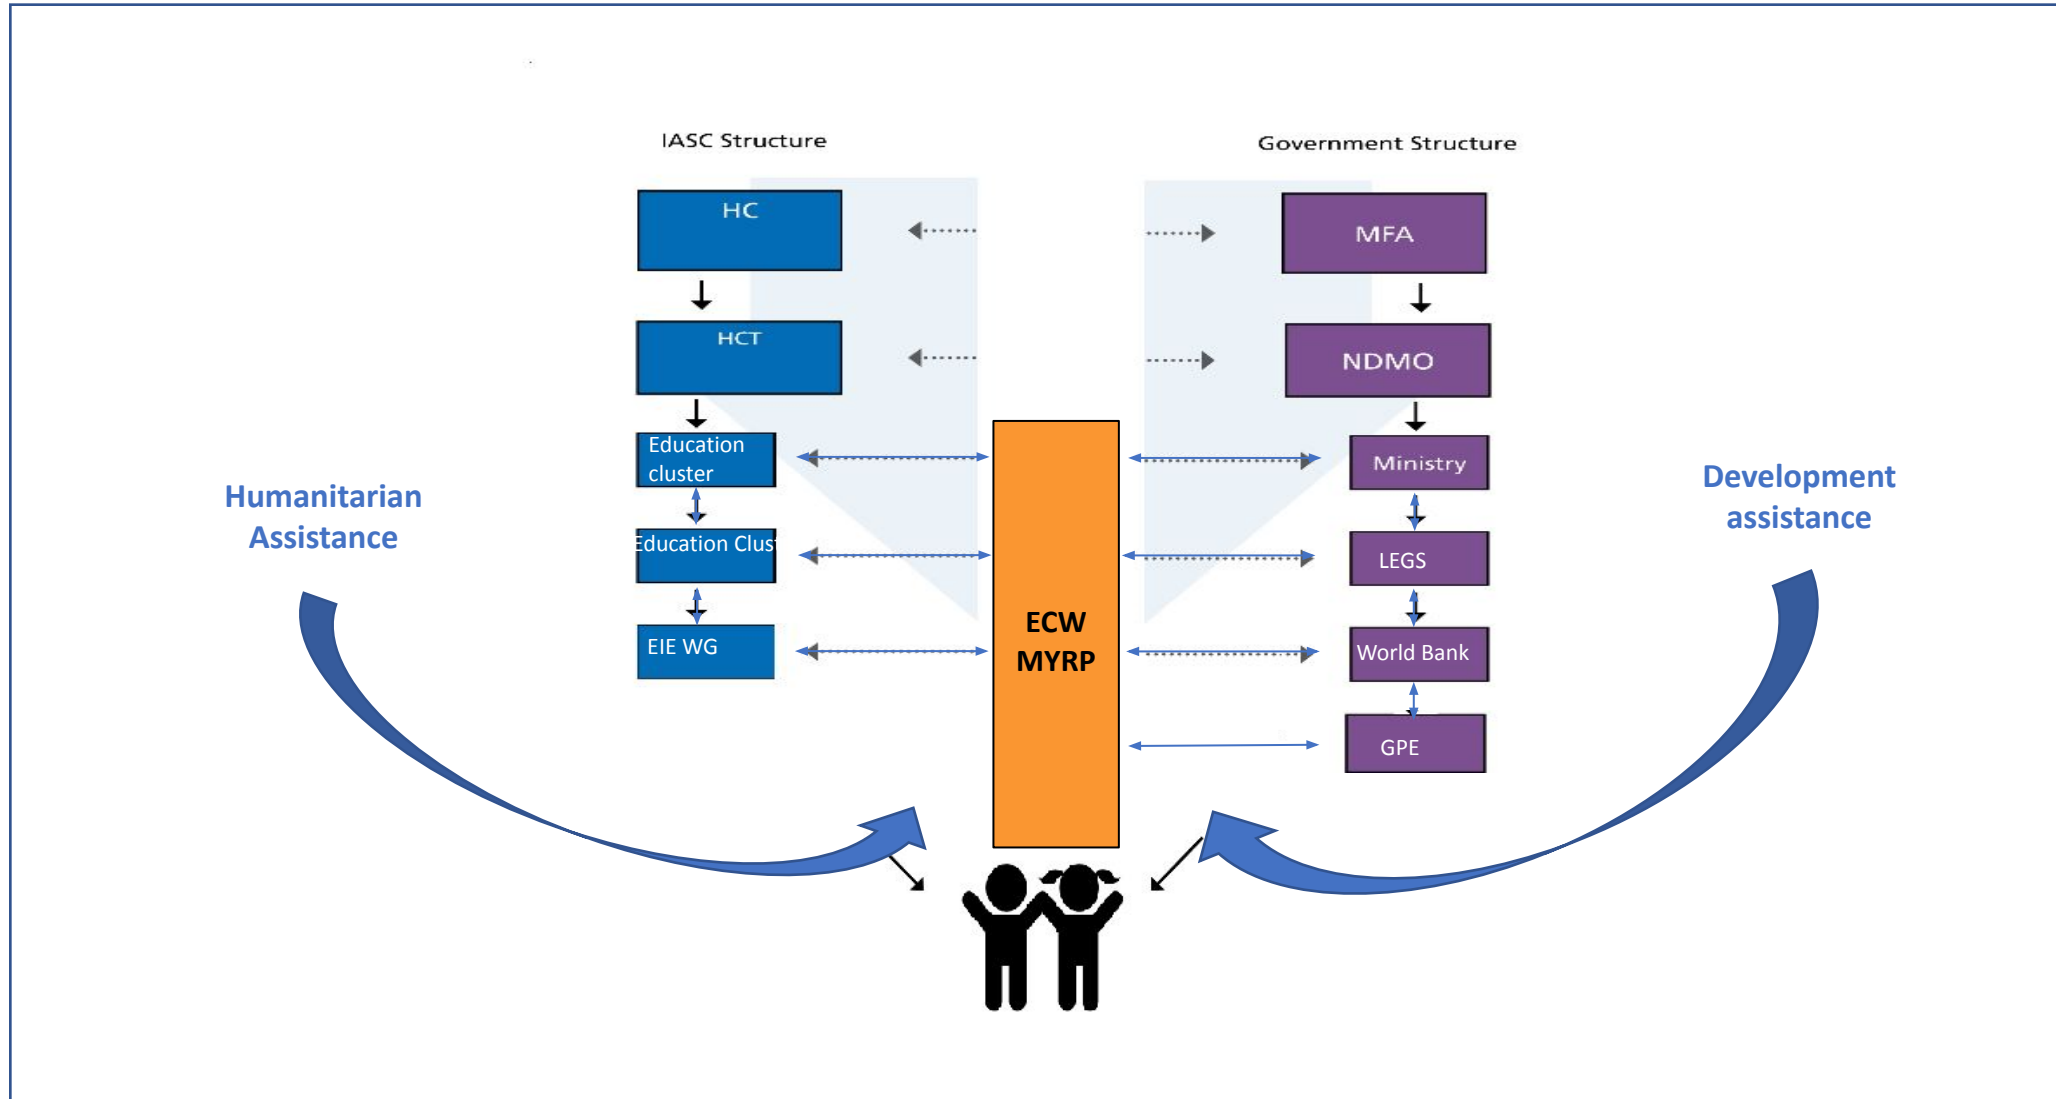 IASC Structure
Government Structure
HC
MFA
HCT
NDMO
Education
cluster
Ministry
Humanitarian
Assistance
Development
assistance
Education Clust
LEGS
EIE WG
ECW
MYRP
World Bank
GPE